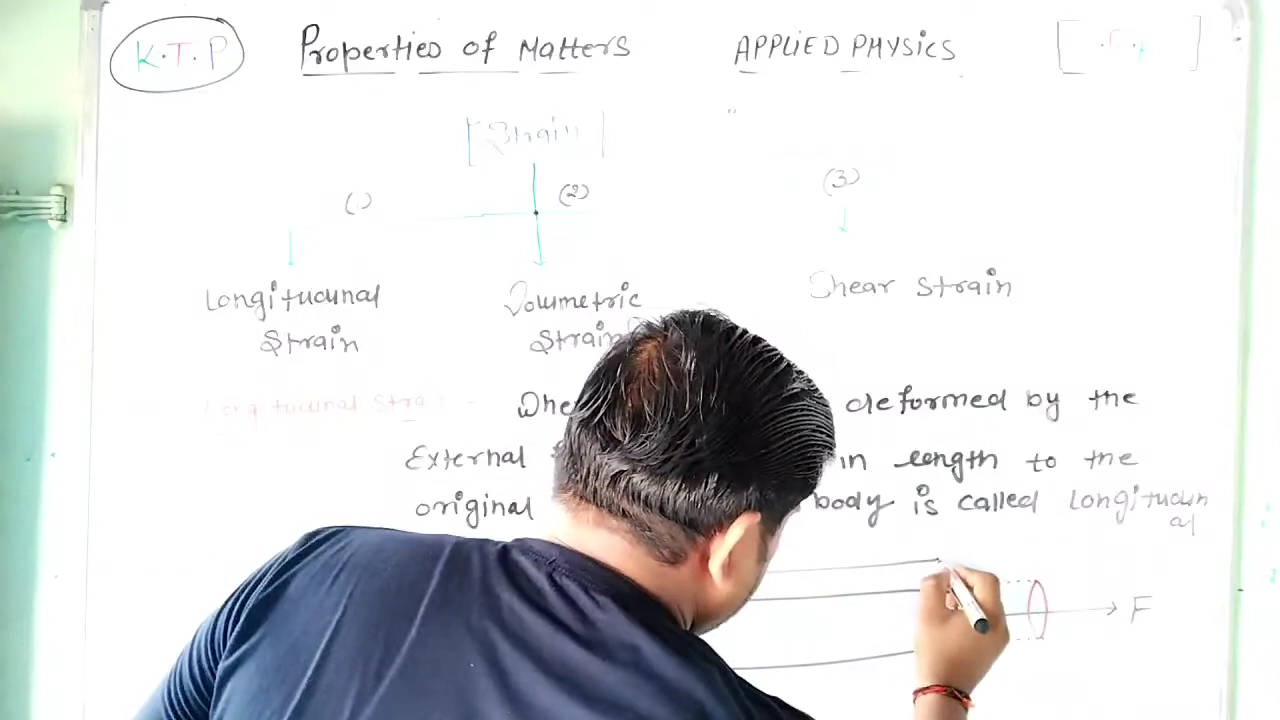 K.T.P Properties of Matters APPLIED PHYSICS
[Strain]
(1) (2) (3)
Longitudinal Strain
Volumetric Strain
Shear Strain
Longitudinal Strain - deformed by the
External in length to the
original body is called Longitudinal
F